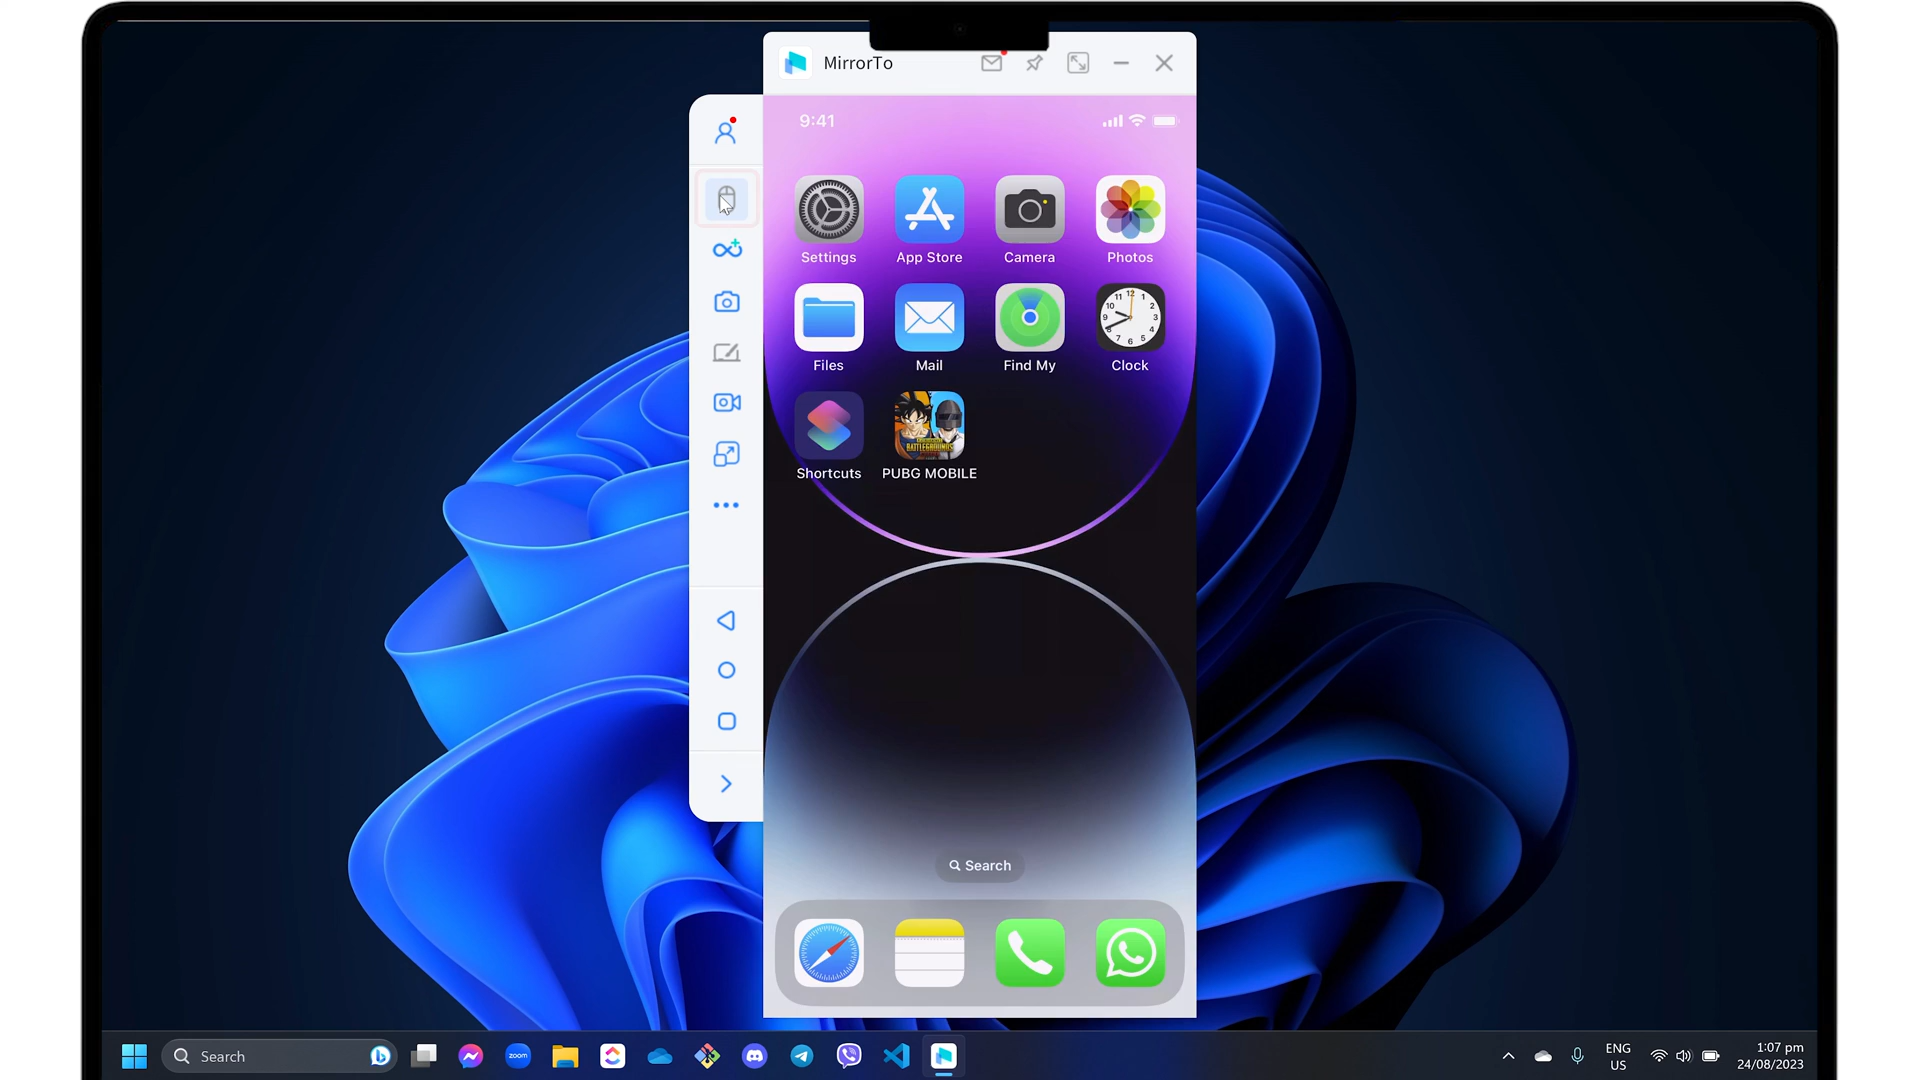 MirrorTo
9:41
Settings
App Store
Camera
Photos
Files
Mail
Find My
Clock
Shortcuts
PUBG MOBILE
Search
Search
zoom
ENG
US
1:07 pm
24/08/2023